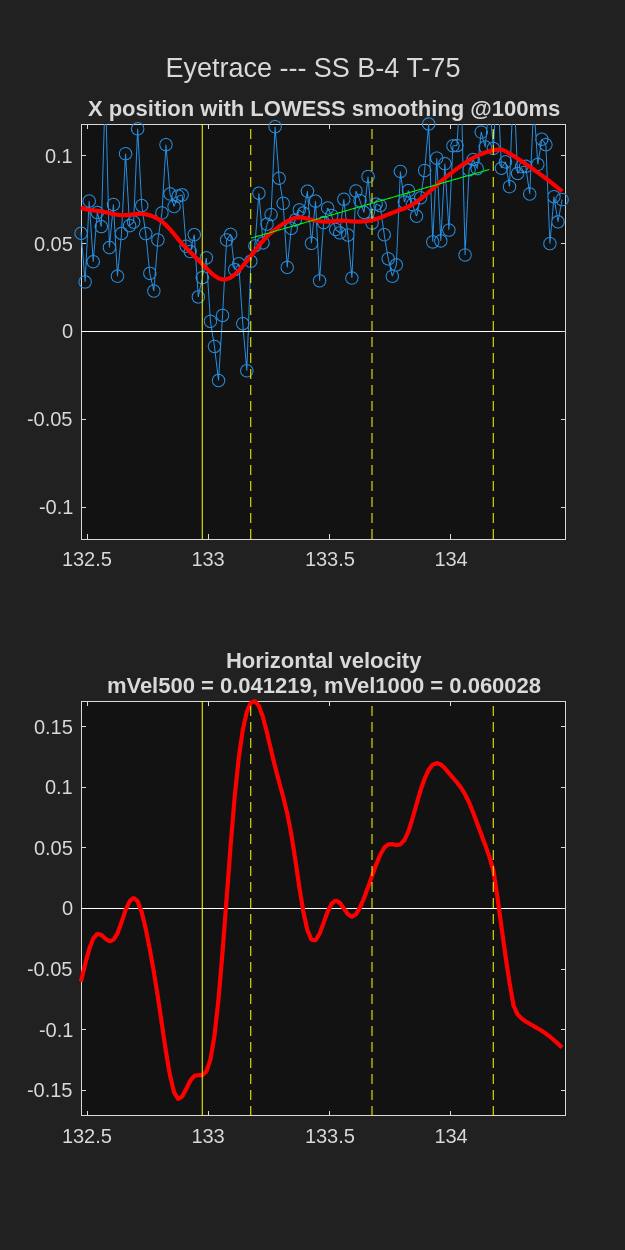 Eyetrace --- SS B-4 T-75
X position with LOWESS smoothing @100ms
0.1
0.05
0
-0.05
-0.1
132.5 133 133.5 134
Horizontal velocity
mVel500 = 0.041219, mVel1000 = 0.060028
0.15
0.1
0.05
0
-0.05
-0.1
-0.15
132.5 133 133.5 134